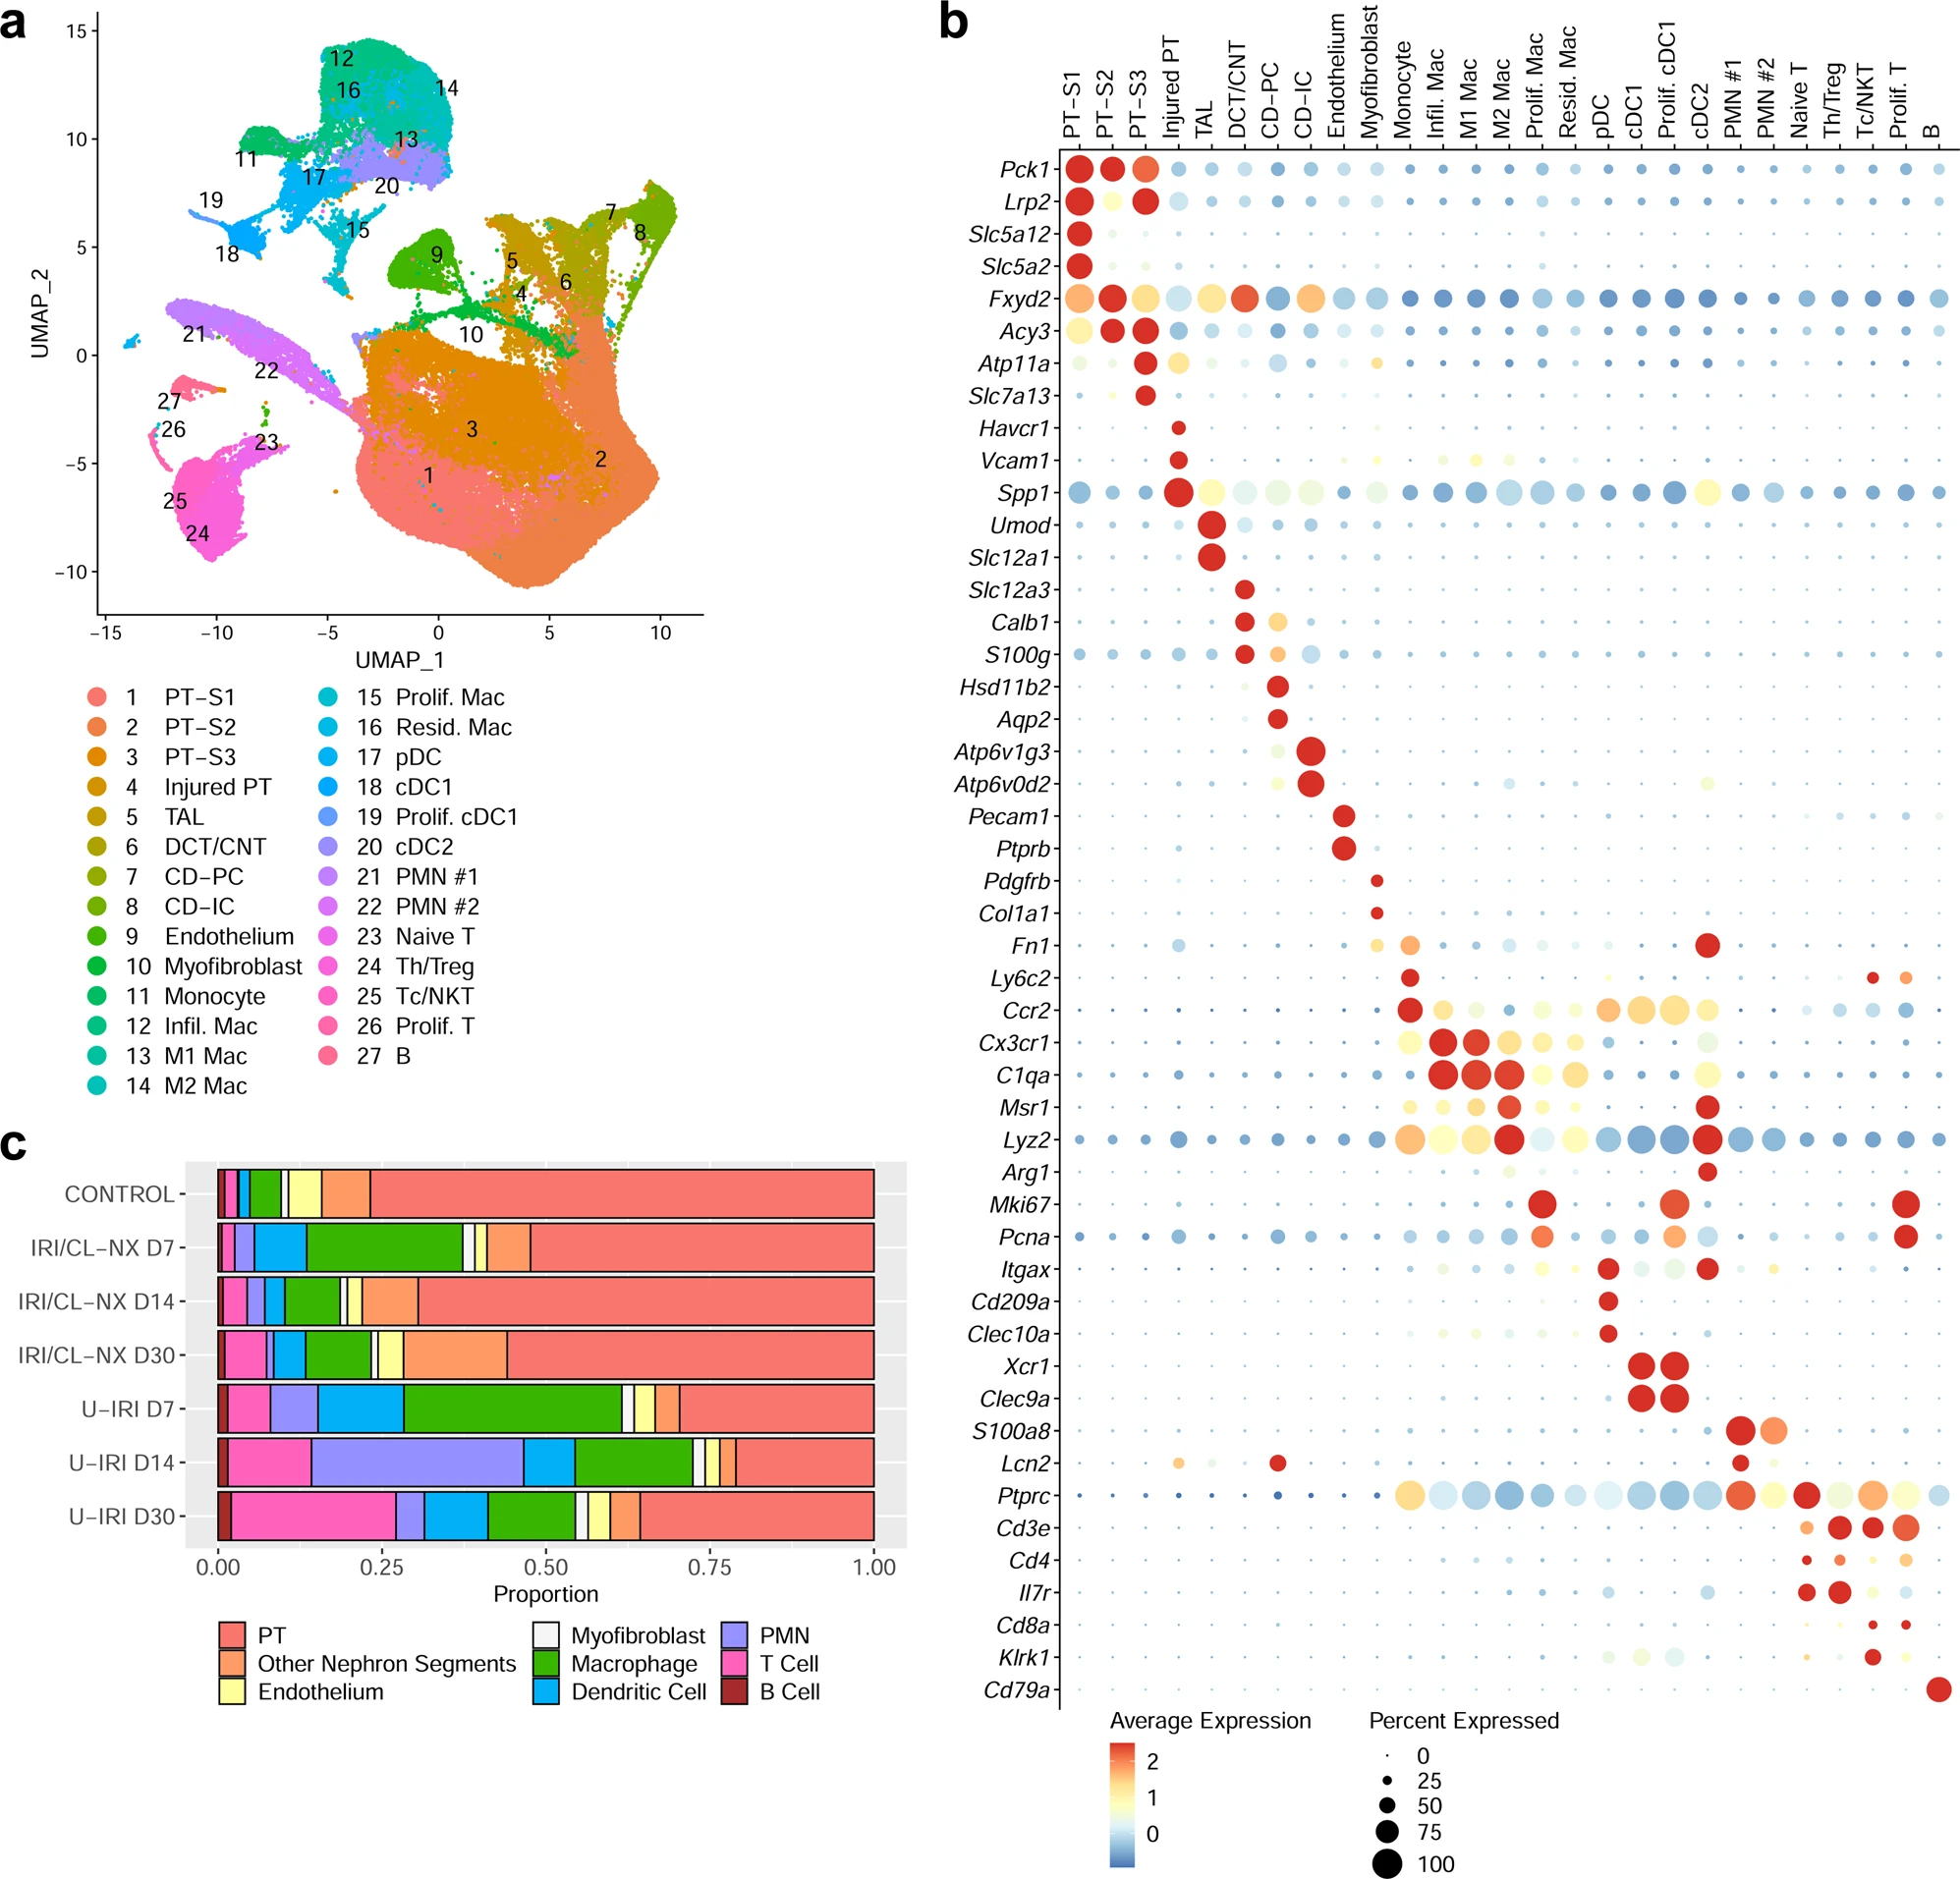 a
15
10
5
0
−5
−10
UMAP_2
−15
−10
−5
0
5
10
UMAP_1
12
16
14
13
11
17
20
19
15
18
9
7
8
5
6
4
10
21
22
27
26
23
3
2
1
25
24
1 PT−S1
2 PT−S2
3 PT−S3
4 Injured PT
5 TAL
6 DCT/CNT
7 CD−PC
8 CD−IC
9 Endothelium
10 Myofibroblast
11 Monocyte
12 Infil. Mac
13 M1 Mac
14 M2 Mac
15 Prolif. Mac
16 Resid. Mac
17 pDC
18 cDC1
19 Prolif. cDC1
20 cDC2
21 PMN #1
22 PMN #2
23 Naive T
24 Th/Treg
25 Tc/NKT
26 Prolif. T
27 B
b
PT−S1
PT−S2
PT−S3
Injured PT
TAL
DCT/CNT
CD−PC
CD−IC
Endothelium
Myofibroblast
Monocyte
Infil. Mac
M1 Mac
M2 Mac
Prolif. Mac
Resid. Mac
pDC
cDC1
Prolif. cDC1
cDC2
PMN #1
PMN #2
Naive T
Th/Treg
Tc/NKT
Prolif. T
B
Pck1
Lrp2
Slc5a12
Slc5a2
Fxyd2
Acy3
Atp11a
Slc7a13
Havcr1
Vcam1
Spp1
Umod
Slc12a1
Slc12a3
Calb1
S100g
Hsd11b2
Aqp2
Atp6v1g3
Atp6v0d2
Pecam1
Ptprb
Pdgfrb
Col1a1
Fn1
Ly6c2
Ccr2
Cx3cr1
C1qa
Msr1
Lyz2
Arg1
Mki67
Pcna
Itgax
Cd209a
Clec10a
Xcr1
Clec9a
S100a8
Lcn2
Ptprc
Cd3e
Cd4
Il7r
Cd8a
Klrk1
Cd79a
Average Expression
2
1
0
Percent Expressed
0
25
50
75
100
c
CONTROL
IRI/CL−NX D7
IRI/CL−NX D14
IRI/CL−NX D30
U−IRI D7
U−IRI D14
U−IRI D30
0.00
0.25
0.50
0.75
1.00
Proportion
PT
Other Nephron Segments
Endothelium
Myofibroblast
Macrophage
Dendritic Cell
PMN
T Cell
B Cell